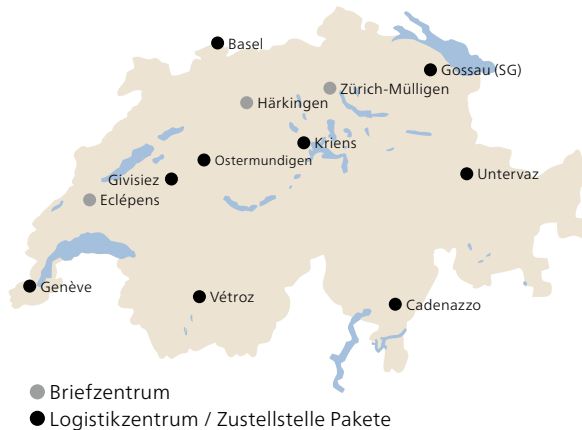 Basel
Gossau (SG)
Zürich-Mülligen
Härkingen
Kriens
Ostermundigen
Givisiez
Untervaz
Eclépens
Genève
Vétroz
Cadenazzo
Briefzentrum
Logistikzentrum / Zustellstelle Pakete